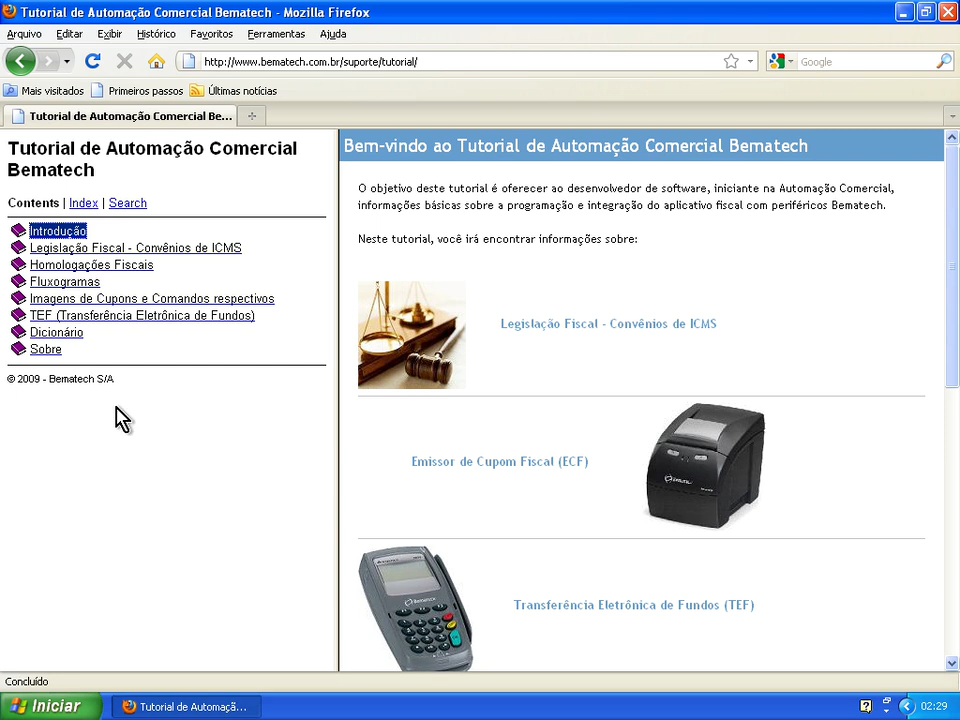 Tutorial de Automação Comercial Bematech - Mozilla Firefox
Arquivo Editar Exibir Histórico Favoritos Ferramentas Ajuda
http://www.bematech.com.br/suporte/tutorial/
Google
Mais visitados Primeiros passos Últimas notícias
Tutorial de Automação Comercial Be...
Tutorial de Automação Comercial
Bematech
Contents | Index | Search
Introdução
Legislação Fiscal - Convênios de ICMS
Homologações Fiscais
Fluxogramas
Imagens de Cupons e Comandos respectivos
TEF (Transferência Eletrônica de Fundos)
Dicionário
Sobre
© 2009 - Bematech S/A
Bem-vindo ao Tutorial de Automação Comercial Bematech
O objetivo deste tutorial é oferecer ao desenvolvedor de software, iniciante na Automação Comercial,
informações básicas sobre a programação e integração do aplicativo fiscal com periféricos Bematech.
Neste tutorial, você irá encontrar informações sobre:
Legislação Fiscal - Convênios de ICMS
Emissor de Cupom Fiscal (ECF)
Bematech
Transferência Eletrônica de Fundos (TEF)
Concluído
Iniciar
Tutorial de Automaçã...
02:29